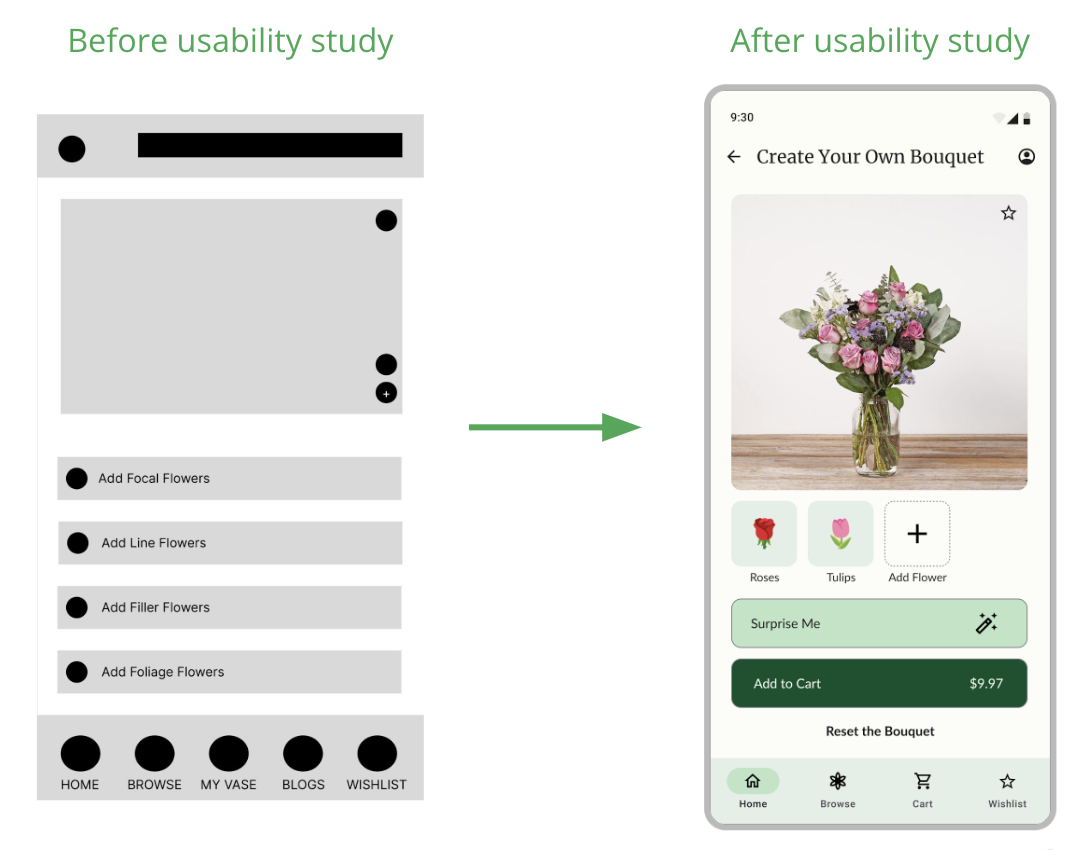 Before usability study
Add Focal Flowers
Add Line Flowers
Add Filler Flowers
Add Foliage Flowers
HOME BROWSE MY VASE BLOGS WISHLIST
After usability study
9:30
Create Your Own Bouquet
Roses Tulips Add Flower
Surprise Me
Add to Cart $9.97
Reset the Bouquet
Home Browse Cart Wishlist